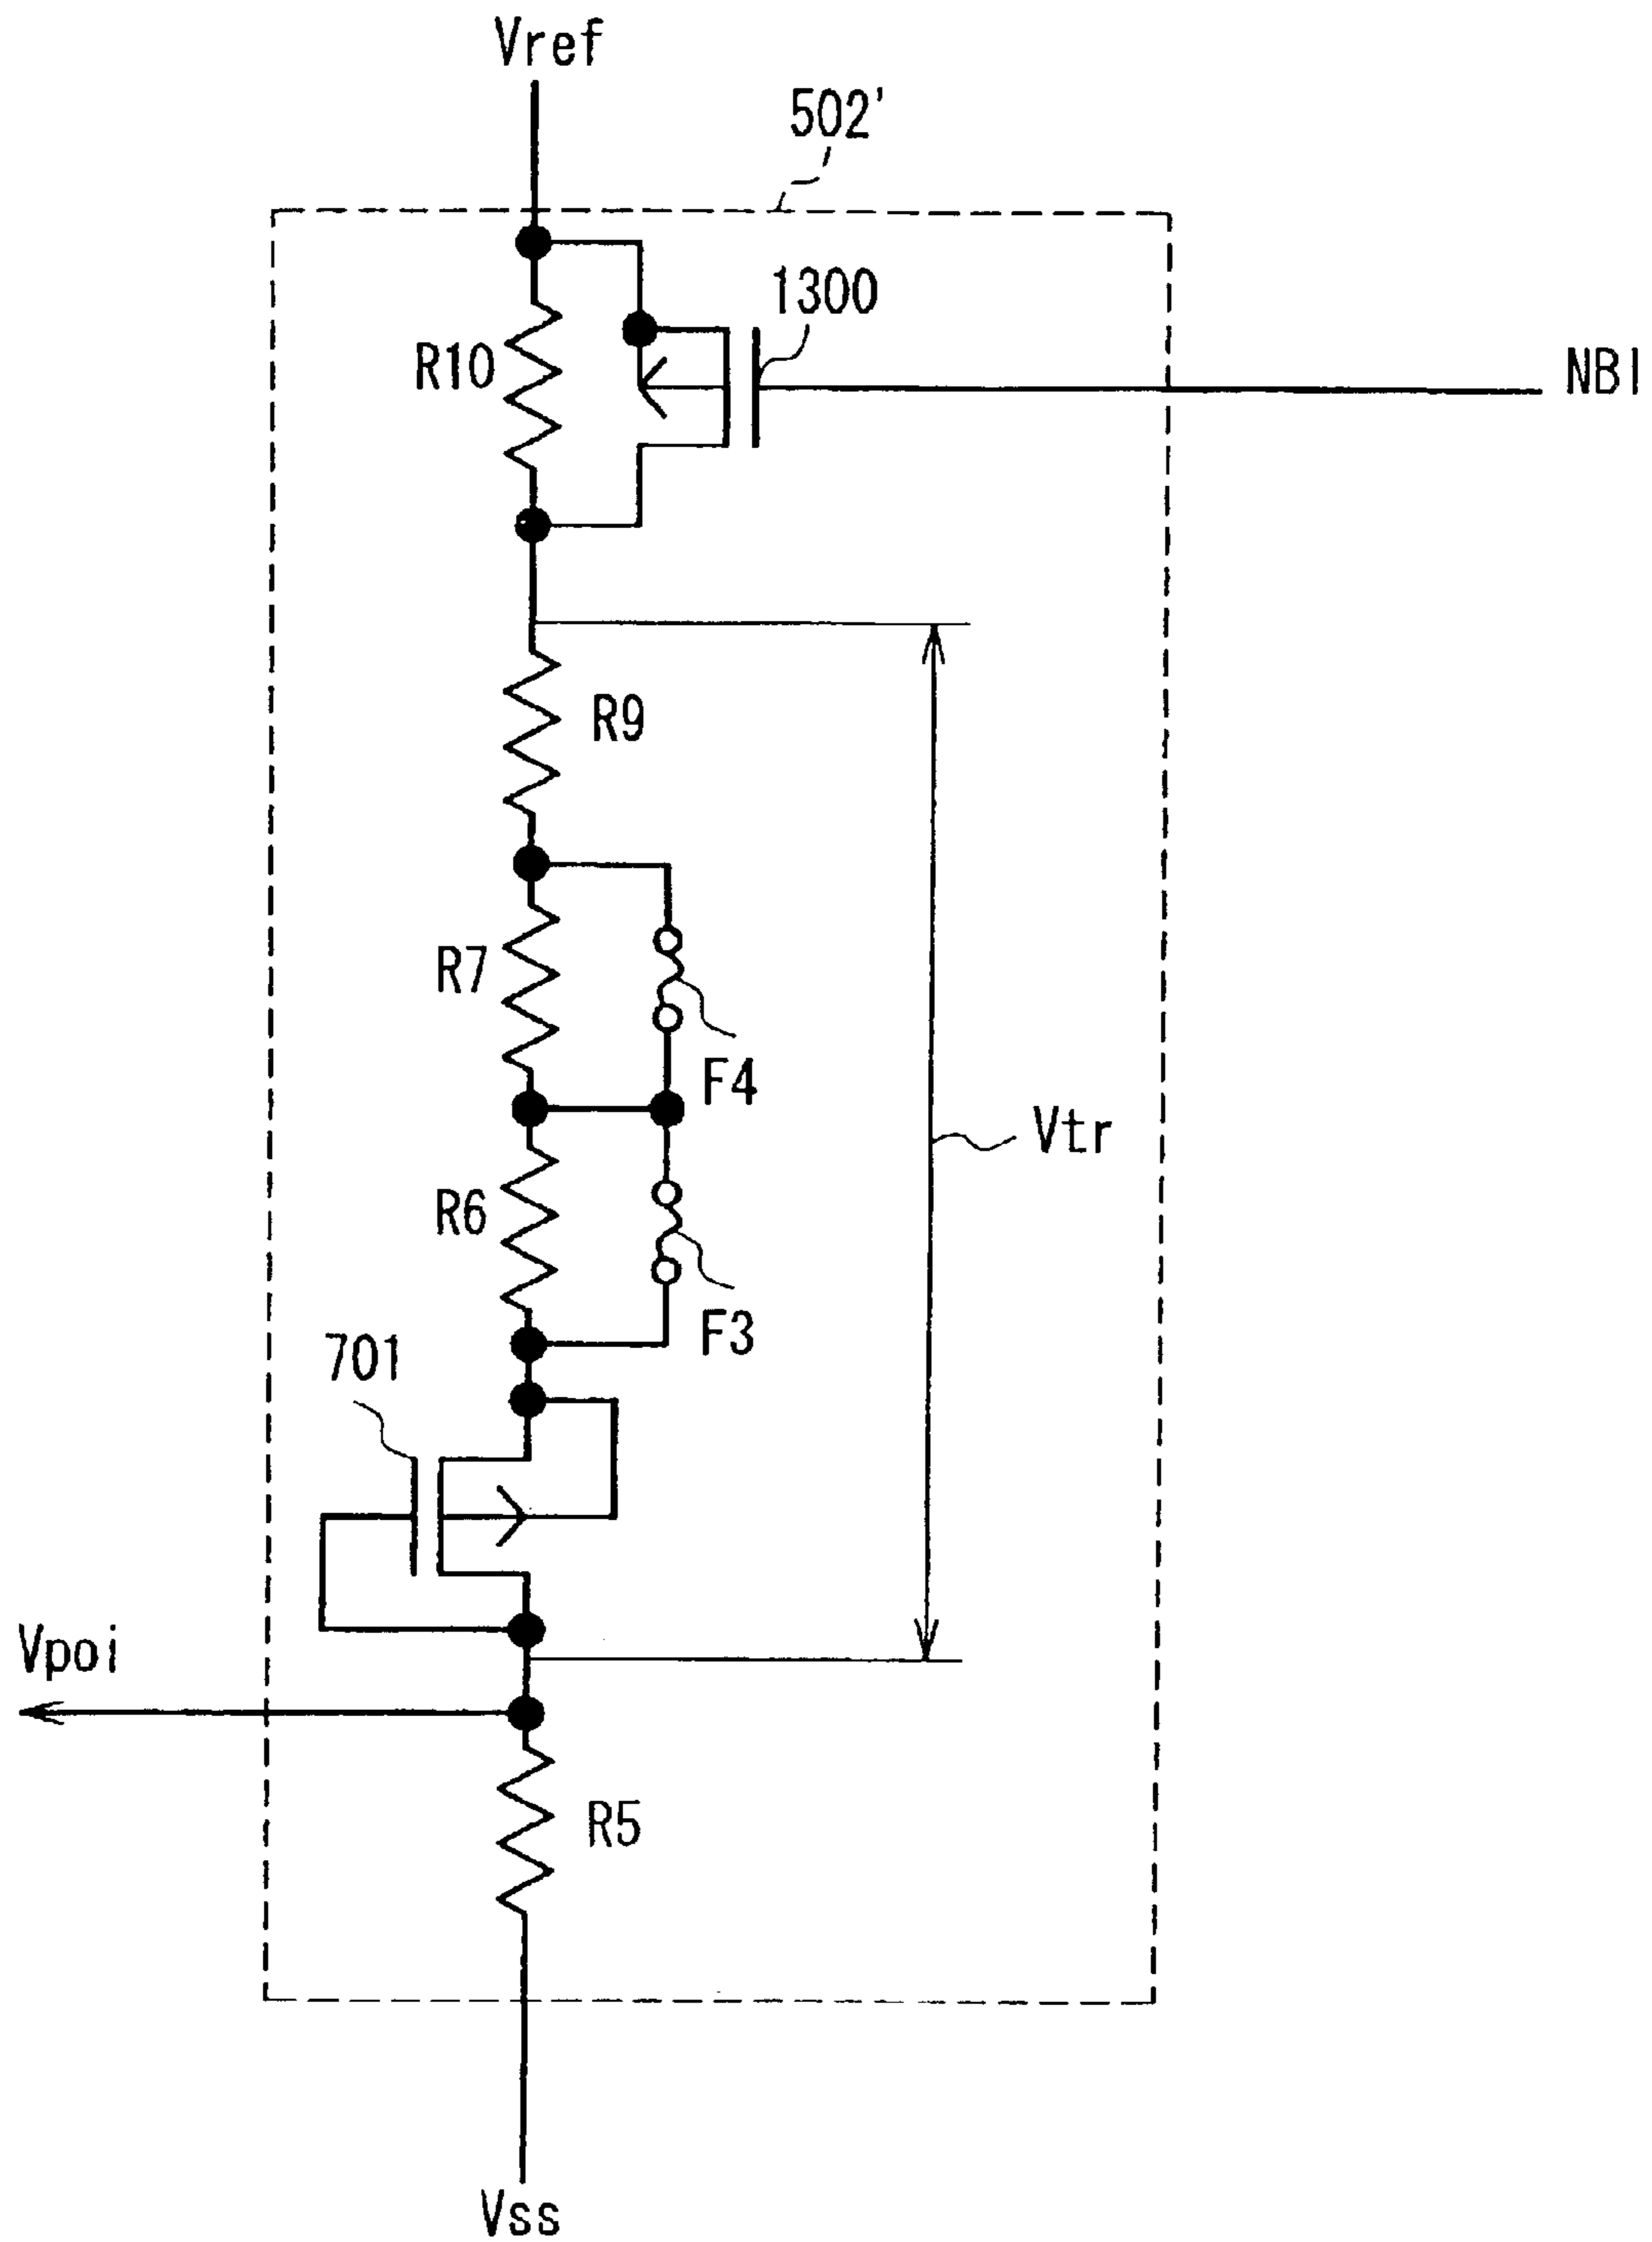 Vref
502'
1300
R10
NBI
R9
R7
F4
Vtr
R6
F3
701
Vpoi
R5
Vss